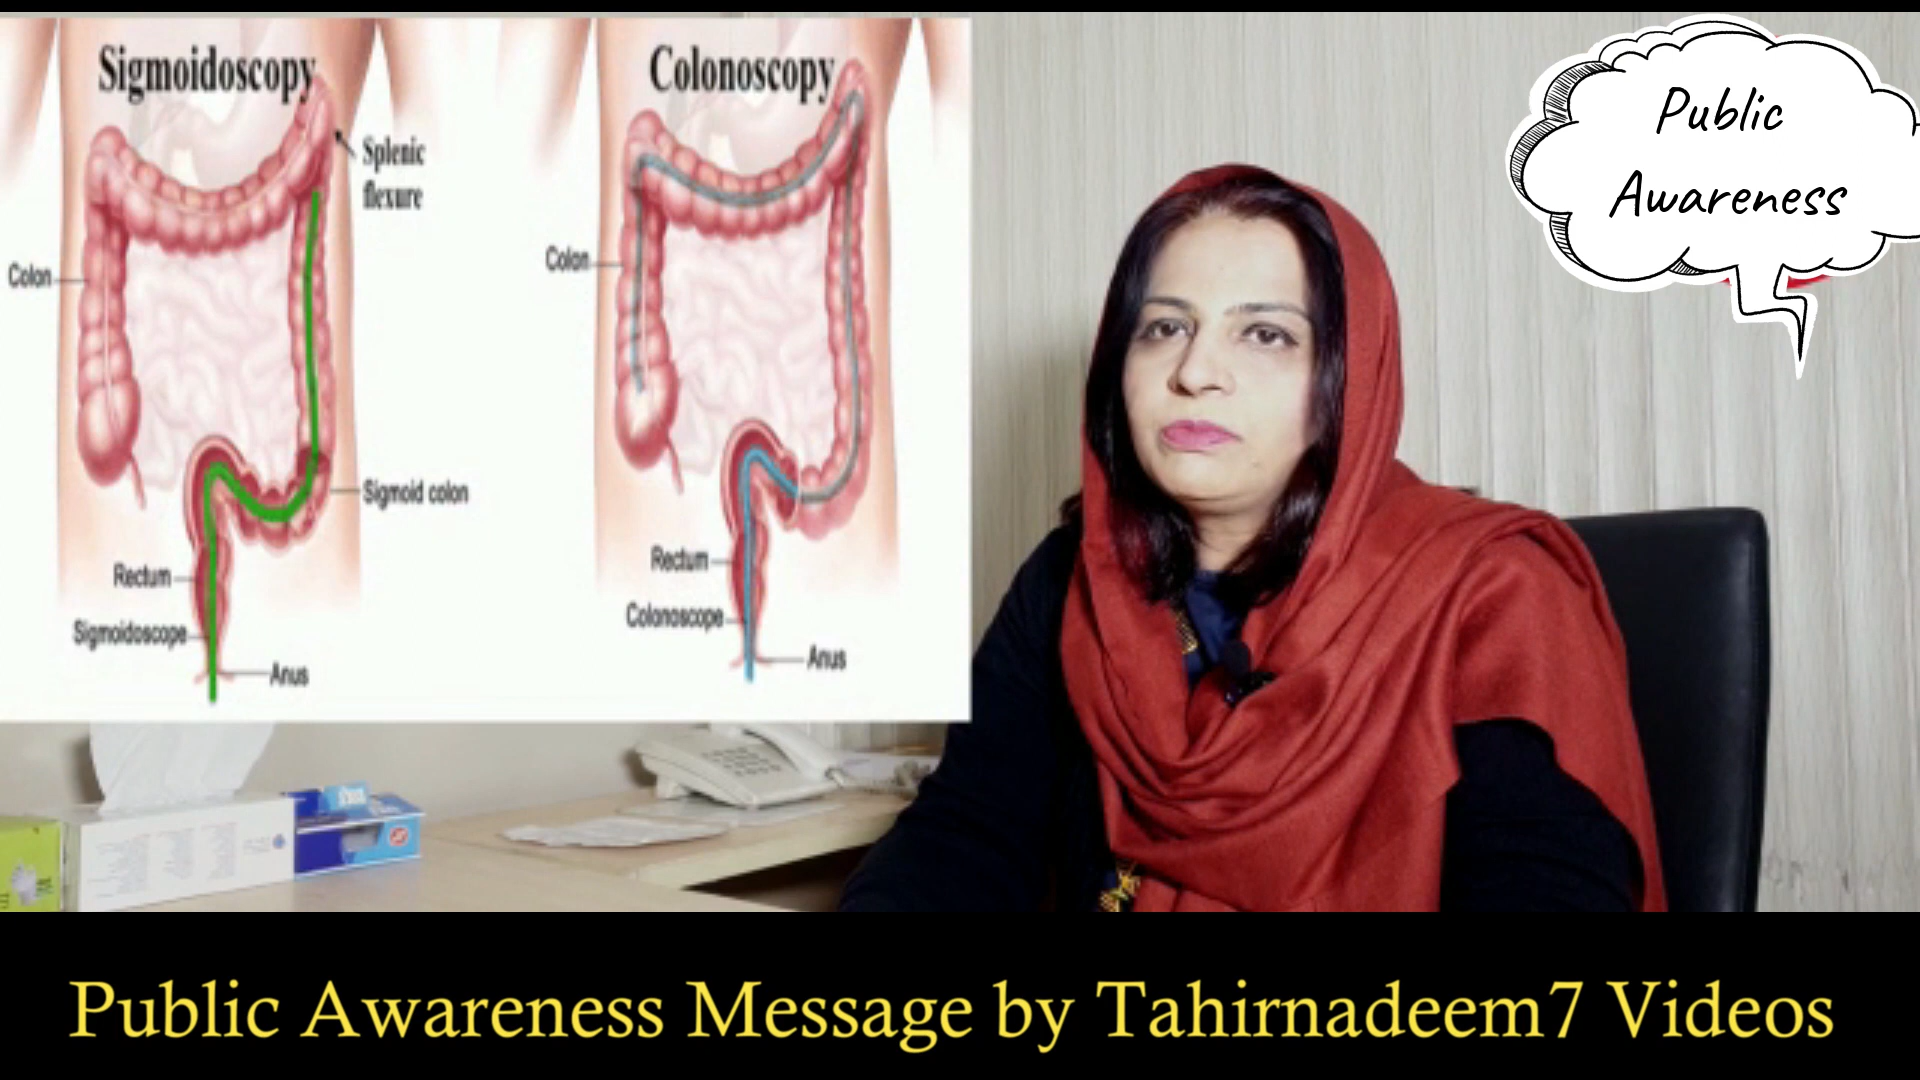 Sigmoidoscopy
Splenic
flexure
Colon
Sigmoid colon
Rectum
Sigmoidoscope
Anus
Colonoscopy
Colon
Rectum
Colonoscope
Anus
Public
Awareness
Public Awareness Message by Tahirnadeem7 Videos